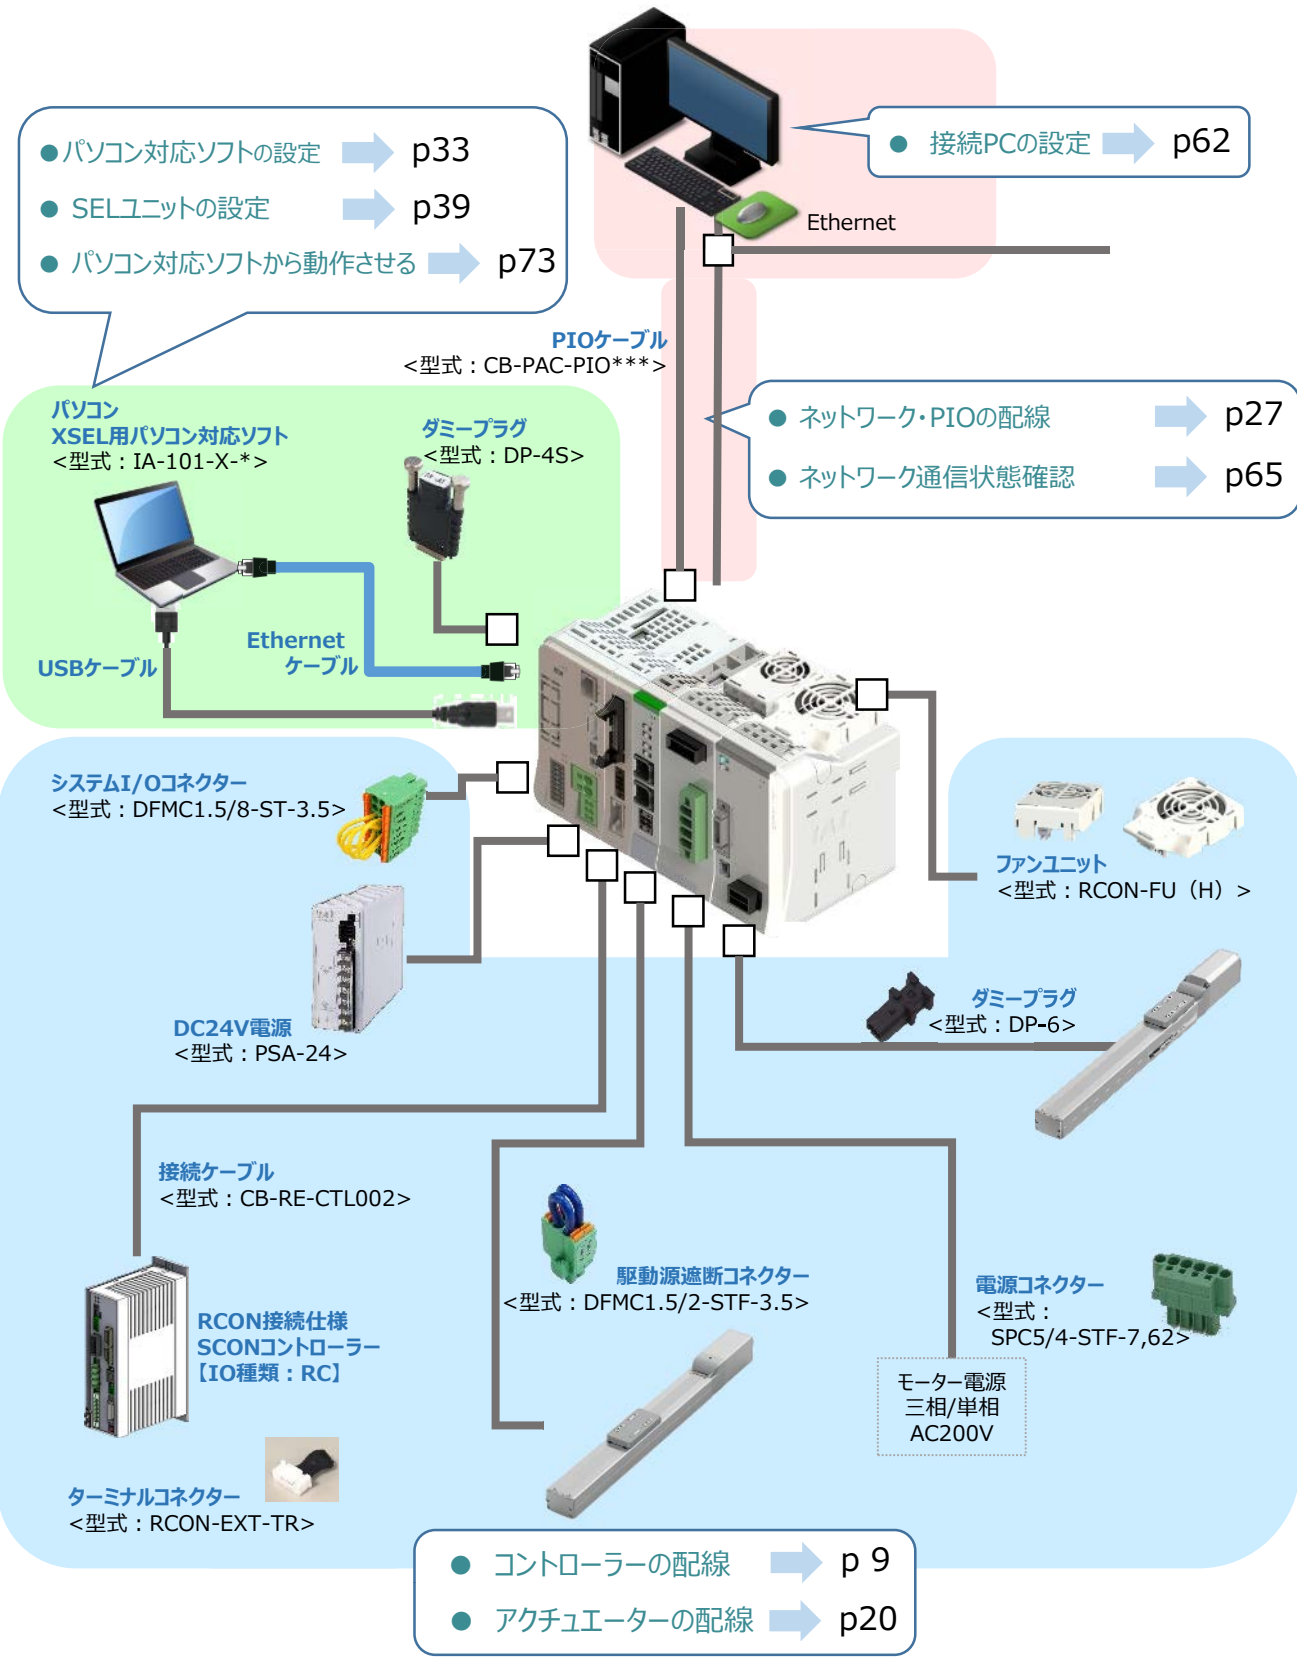 ●パソコン対応ソフトの設定 p33
● SELユニットの設定 p39
● パソコン対応ソフトから動作させる p73
● 接続PCの設定 p62
Ethernet
PIOケーブル
<型式：CB-PAC-PIO***>
● ネットワーク・PIOの配線 p27
● ネットワーク通信状態確認 p65
パソコン
XSEL用パソコン対応ソフト
<型式：IA-101-X-*>
ダミープラグ
<型式：DP-4S>
Ethernet
ケーブル
USBケーブル
システムI/Oコネクター
<型式：DFMC1.5/8-ST-3.5>
ファンユニット
<型式：RCON-FU（H）>
DC24V電源
<型式：PSA-24>
ダミープラグ
<型式：DP-6>
接続ケーブル
<型式：CB-RE-CTL002>
駆動源遮断コネクター
<型式：DFMC1.5/2-STF-3.5>
電源コネクター
<型式：
SPC5/4-STF-7,62>
RCON接続仕様
SCONコントローラー
【IO種類：RC】
モーター電源
三相/単相
AC200V
ターミナルコネクター
<型式：RCON-EXT-TR>
● コントローラーの配線 p 9
● アクチュエーターの配線 p20